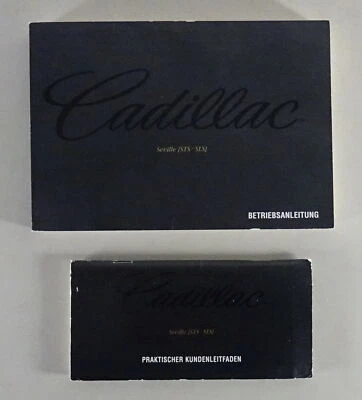 Cadillac
Seville [STS / SLS]
BETRIEBSANLEITUNG
Cadillac
Seville [STS / SLS]
PRAKTISCHER KUNDENLEITFADEN